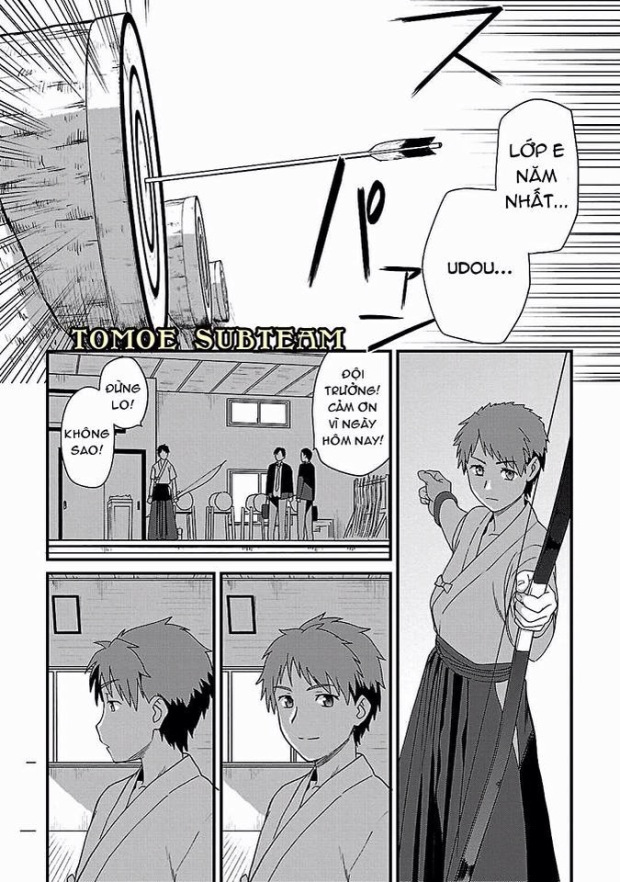 スパァン
LỚP E
NĂM
NHẤT...
UDOU...
TOMOE SUBTEAM
ĐỘI
TRƯỞNG!
CẢM ƠN
VÌ NGÀY
HÔM NAY!
ĐỪNG
LO!
KHÔNG
SAO!